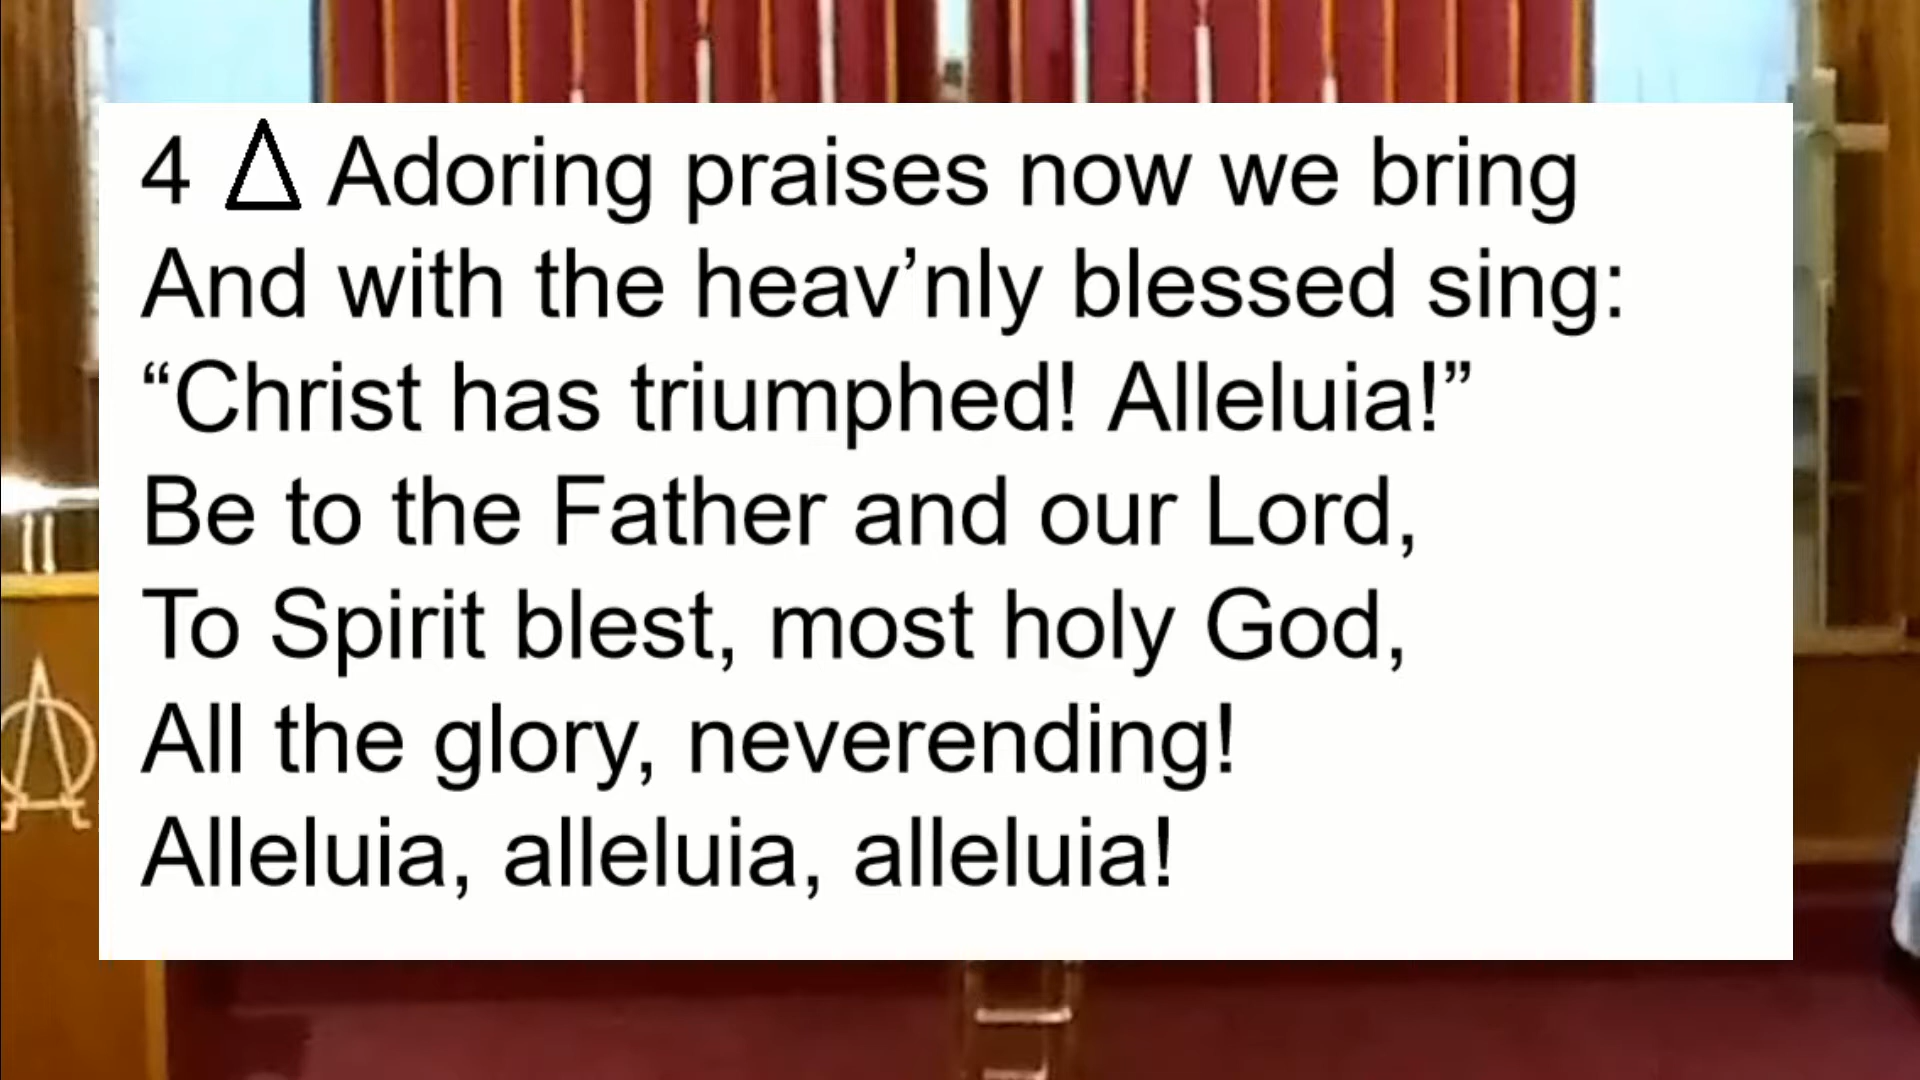 4 △ Adoring praises now we bring
And with the heav’nly blessed sing:
“Christ has triumphed! Alleluia!”
Be to the Father and our Lord,
To Spirit blest, most holy God,
All the glory, neverending!
Alleluia, alleluia, alleluia!